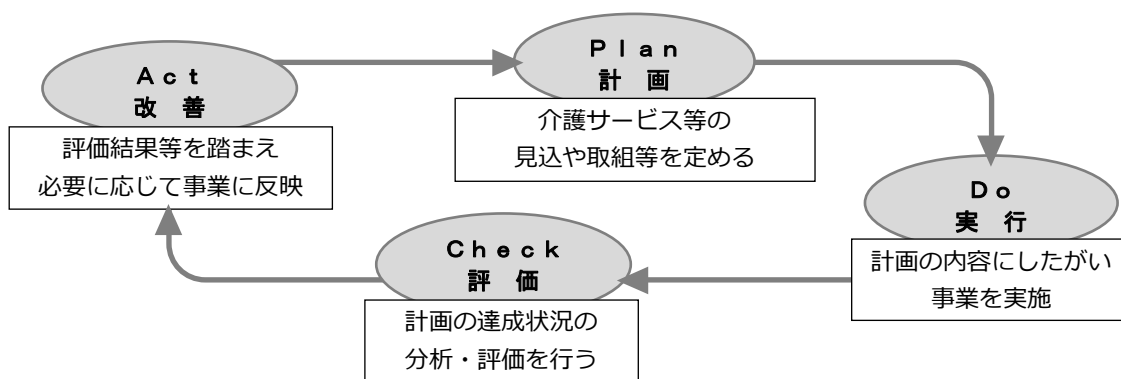 Ｐｌａｎ
計　画
介護サービス等の
見込や取組等を定める
Ｄｏ
実　行
計画の内容にしたがい
事業を実施
Ｃｈｅｃｋ
評　価
計画の達成状況の
分析・評価を行う
Ａｃｔ
改　善
評価結果等を踏まえ
必要に応じて事業に反映